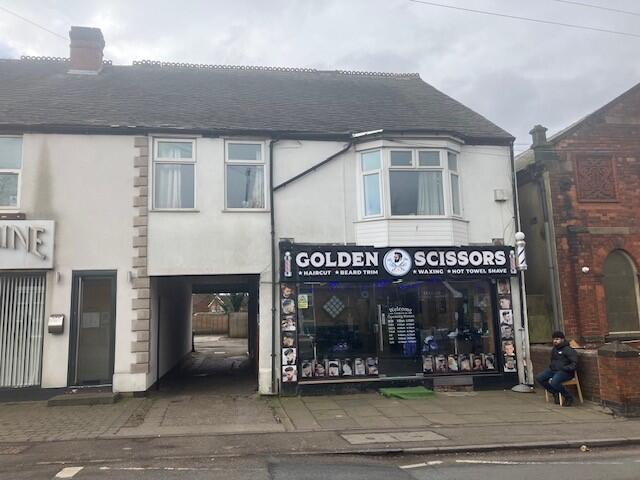 INE
GOLDEN SCISSORS
★ HAIRCUT ★ BEARD TRIM ★ WAXING ★ HOT TOWEL SHAVE
Welcome